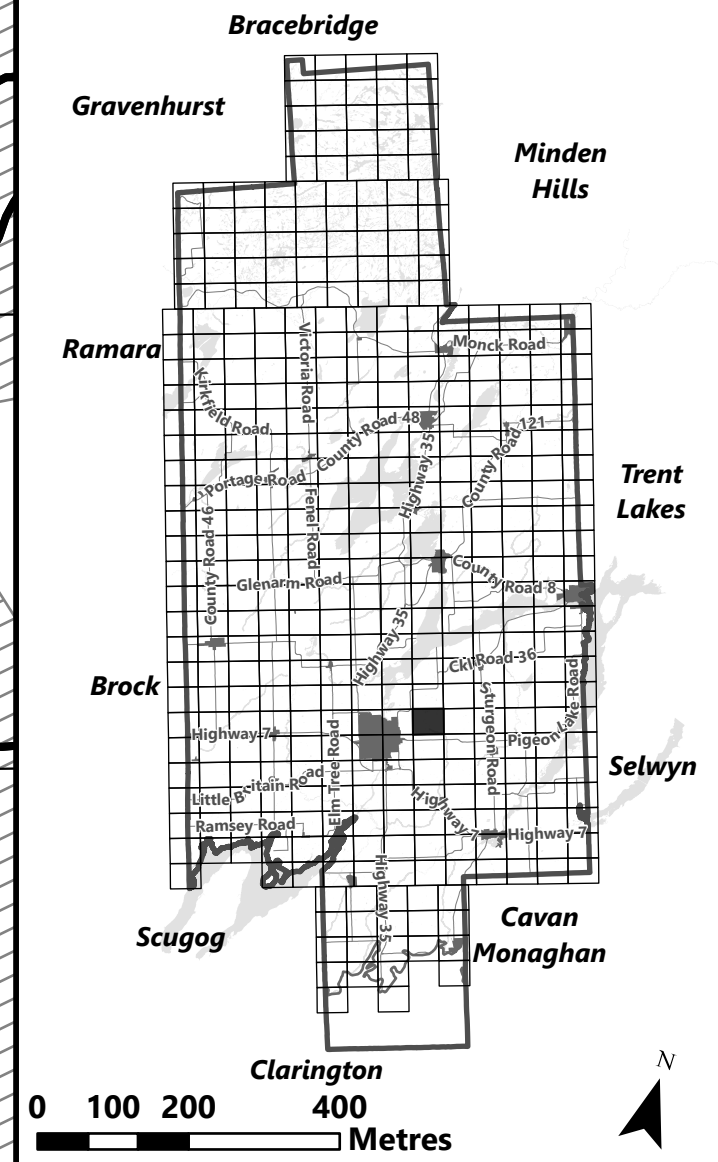 Bracebridge
Gravenhurst
Minden
Hills
Ramara
Monck Road
Victoria Road
Kirkfield Road
County Road 48
County Road 121
Highway 35
Portage Road
Trent
Lakes
Fenel Road
County Road 46
County Road 8
Glenarm Road
Highway 35
Ckl Road 36
Brock
Sturgeon Road
Pigeon Lake Road
Highway 7
Elm Tree Road
Selwyn
Little Britain Road
Highway 7
Ramsey Road
Highway 7
Highway 35
Scugog
Cavan
Monaghan
Clarington
N
0 100 200 400
Metres